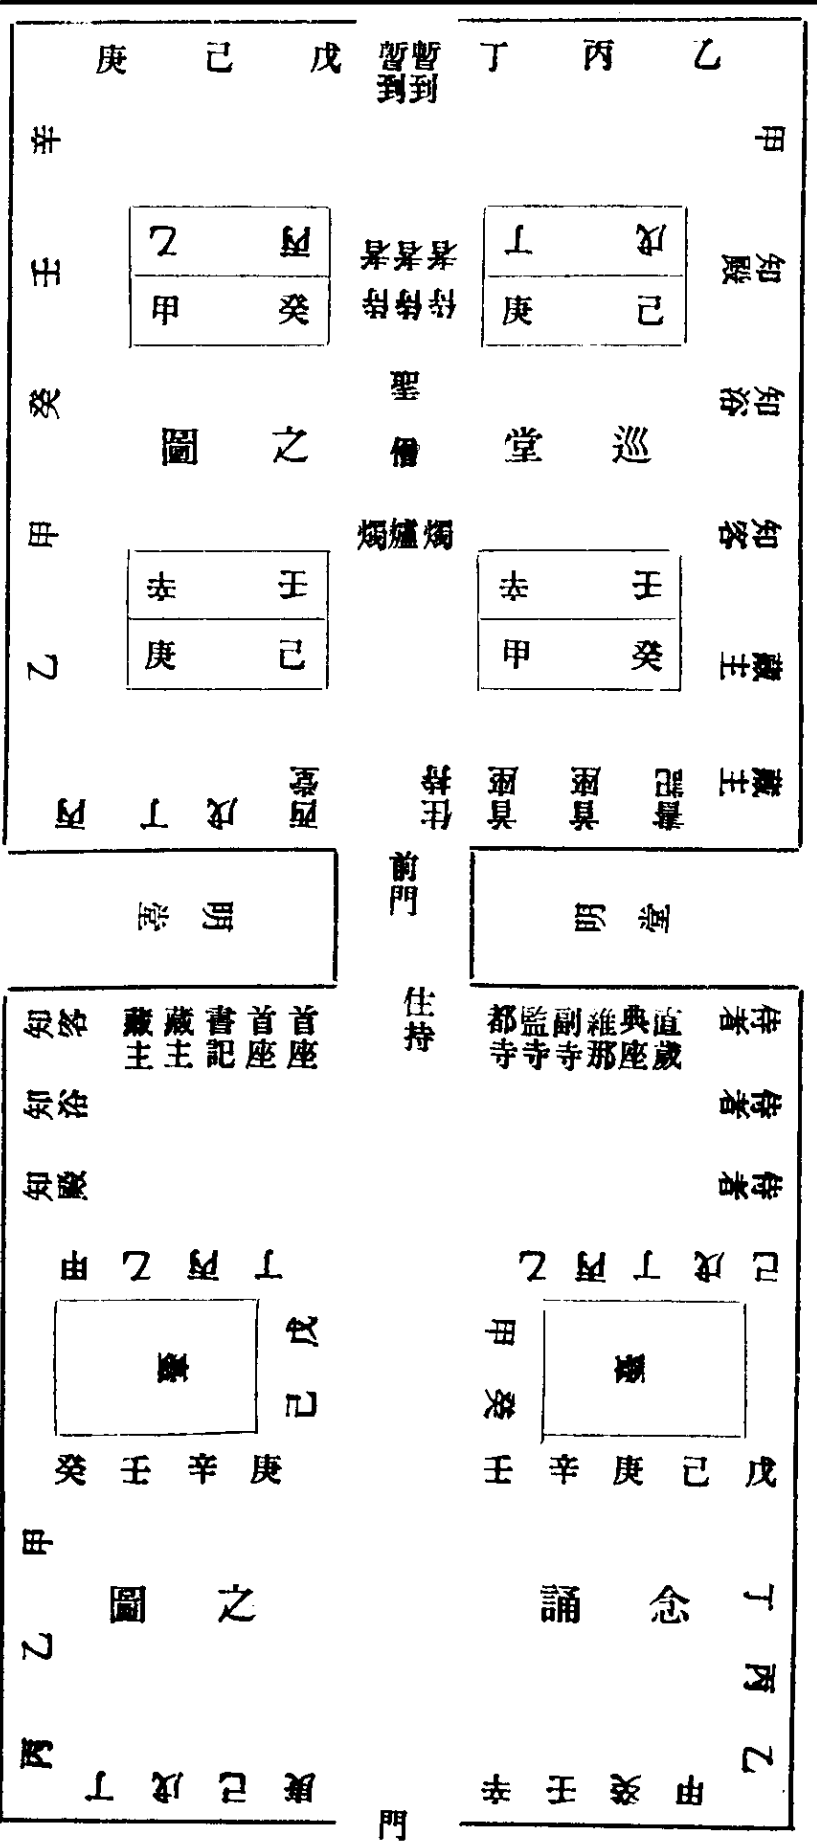 庚 己 戊 暫到 暫到 丁 丙 乙
辛 甲
乙 丙 侍者 侍者 侍者 丁 戊
壬 知殿
甲 癸 庚 己
癸 聖僧 知浴
圖 之 堂 巡
甲 燭 爐 燭 知客
辛 壬 辛 壬
庚 己 甲 癸
乙 藏主
丙 丁 戊 西堂 住持 首座 首座 書記 藏主
前門
明堂 明堂
住持
知客 藏主 藏主 書記 首座 首座 都寺 監寺 副寺 維那 典座 直歲 侍者
知浴 侍者
知殿 侍者
甲 乙 丙 丁 乙 丙 丁 戊 己
戊 甲
己 癸
癸 壬 辛 庚 壬 辛 庚 己 戊
甲
圖 之 誦 念 丁
乙 丙
丙 乙
丁 戊 己 庚 辛 壬 癸 甲
門